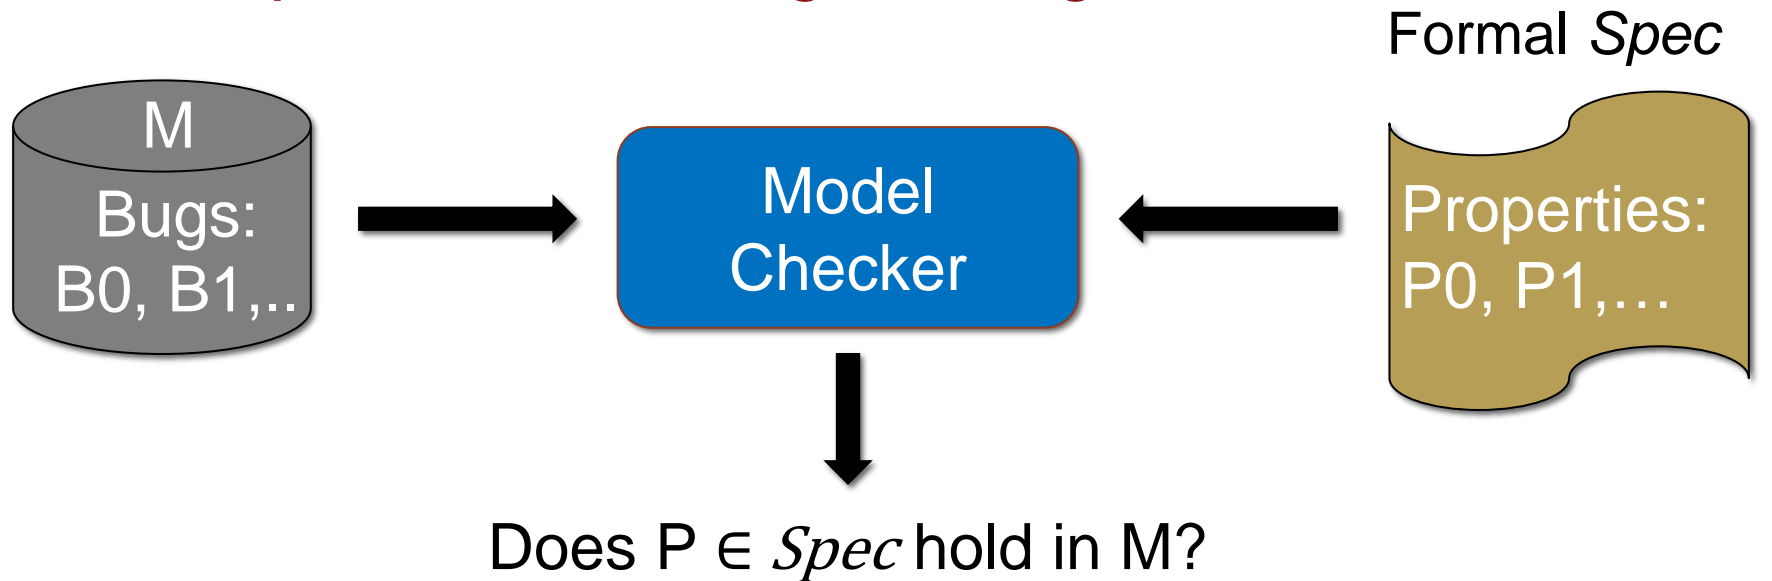 Formal Spec
M
Bugs:
B0, B1,..
Model
Checker
Properties:
P0, P1,…
Does P ∈ Spec hold in M?